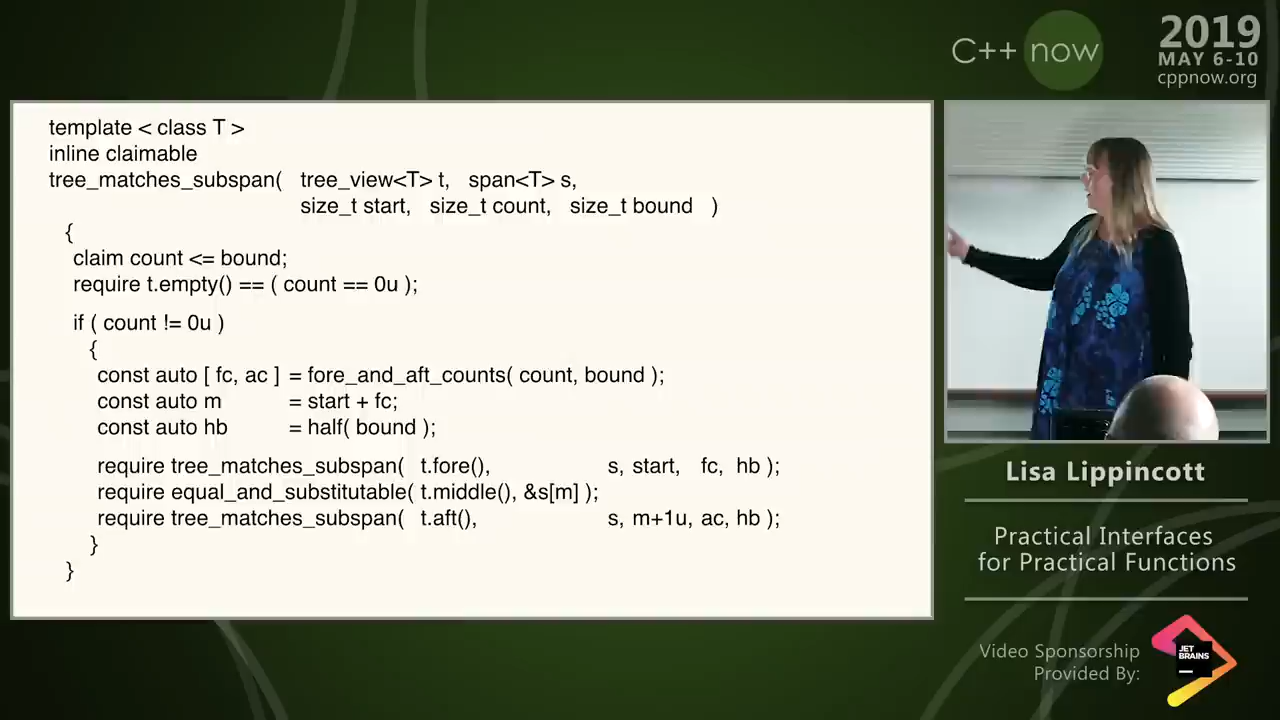 C++ now
2019
MAY 6-10
cppnow.org
template < class T >
inline claimable
tree_matches_subspan( tree_view<T> t, span<T> s,
size_t start, size_t count, size_t bound )
{
claim count <= bound;
require t.empty() == ( count == 0u );
if ( count != 0u )
{
const auto [ fc, ac ] = fore_and_aft_counts( count, bound );
const auto m = start + fc;
const auto hb = half( bound );
require tree_matches_subspan( t.fore(), s, start, fc, hb );
require equal_and_substitutable( t.middle(), &s[m] );
require tree_matches_subspan( t.aft(), s, m+1u, ac, hb );
}
}
Lisa Lippincott
Practical Interfaces
for Practical Functions
Video Sponsorship
Provided By:
JET
BRAINS